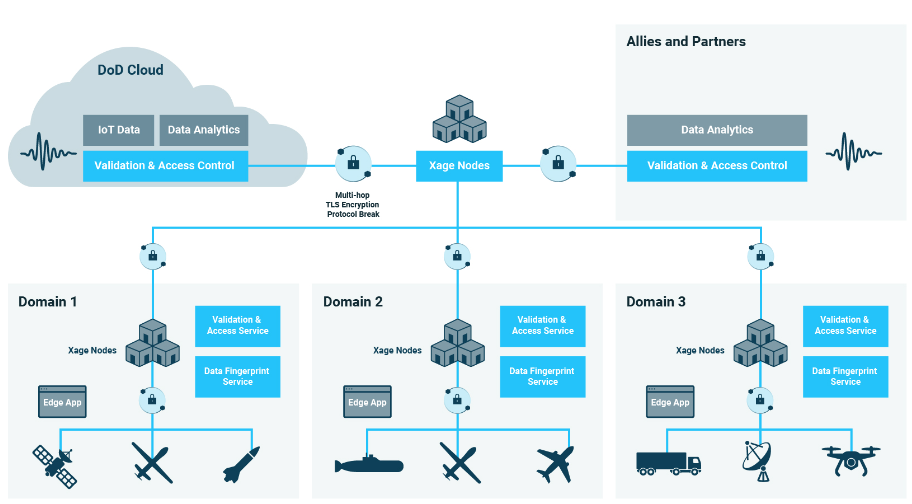 Allies and Partners
DoD Cloud
IoT Data
Data Analytics
Data Analytics
Validation & Access Control
Xage Nodes
Validation & Access Control
Multi-hop
TLS Encryption
Protocol Break
Domain 1
Domain 2
Domain 3
Validation &
Access Service
Xage Nodes
Data Fingerprint
Service
Edge App
Validation &
Access Service
Xage Nodes
Data Fingerprint
Service
Edge App
Validation &
Access Service
Xage Nodes
Data Fingerprint
Service
Edge App